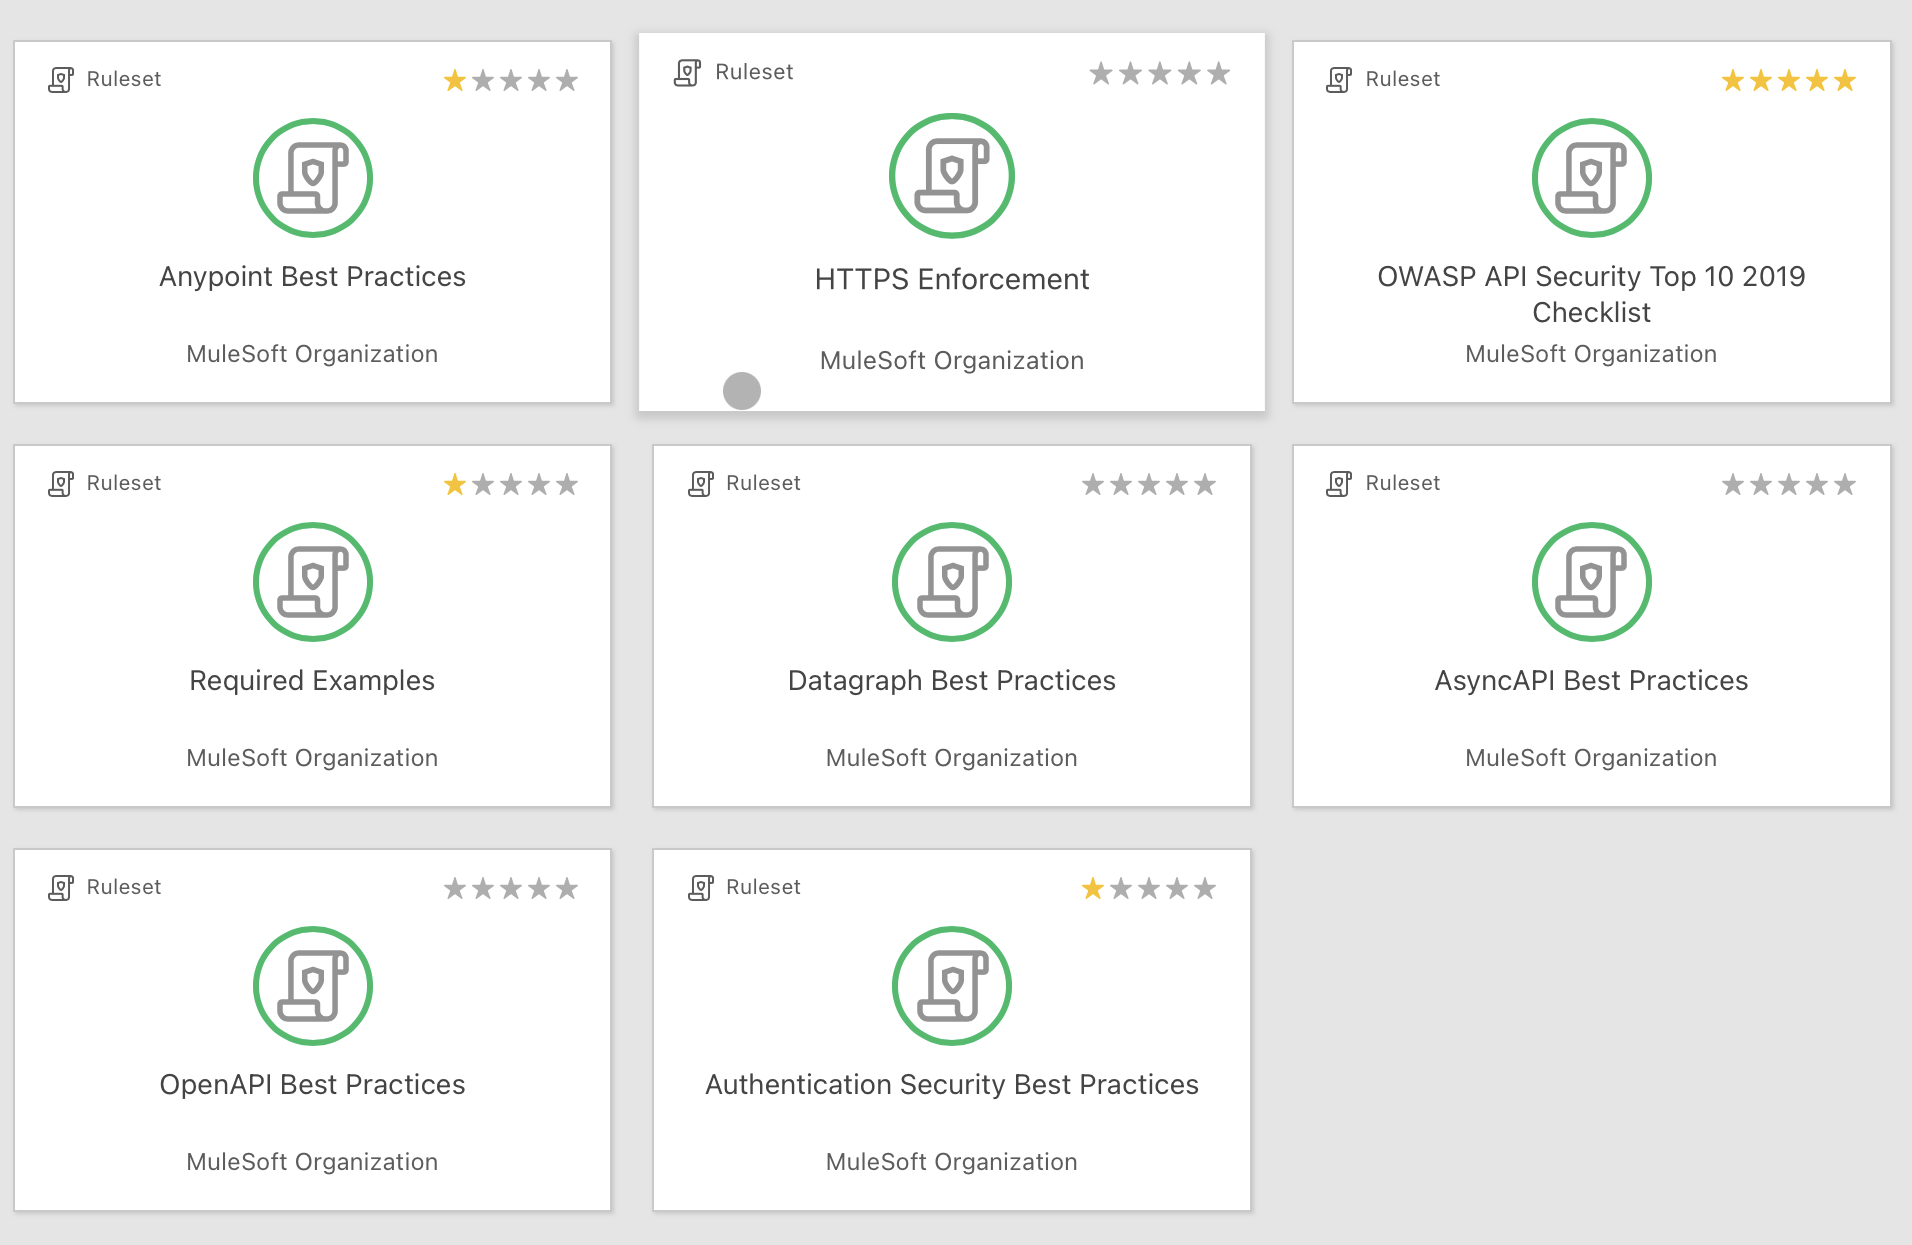 Ruleset
Anypoint Best Practices
MuleSoft Organization
Ruleset
HTTPS Enforcement
MuleSoft Organization
Ruleset
OWASP API Security Top 10 2019
Checklist
MuleSoft Organization
Ruleset
Required Examples
MuleSoft Organization
Ruleset
Datagraph Best Practices
MuleSoft Organization
Ruleset
AsyncAPI Best Practices
MuleSoft Organization
Ruleset
OpenAPI Best Practices
MuleSoft Organization
Ruleset
Authentication Security Best Practices
MuleSoft Organization